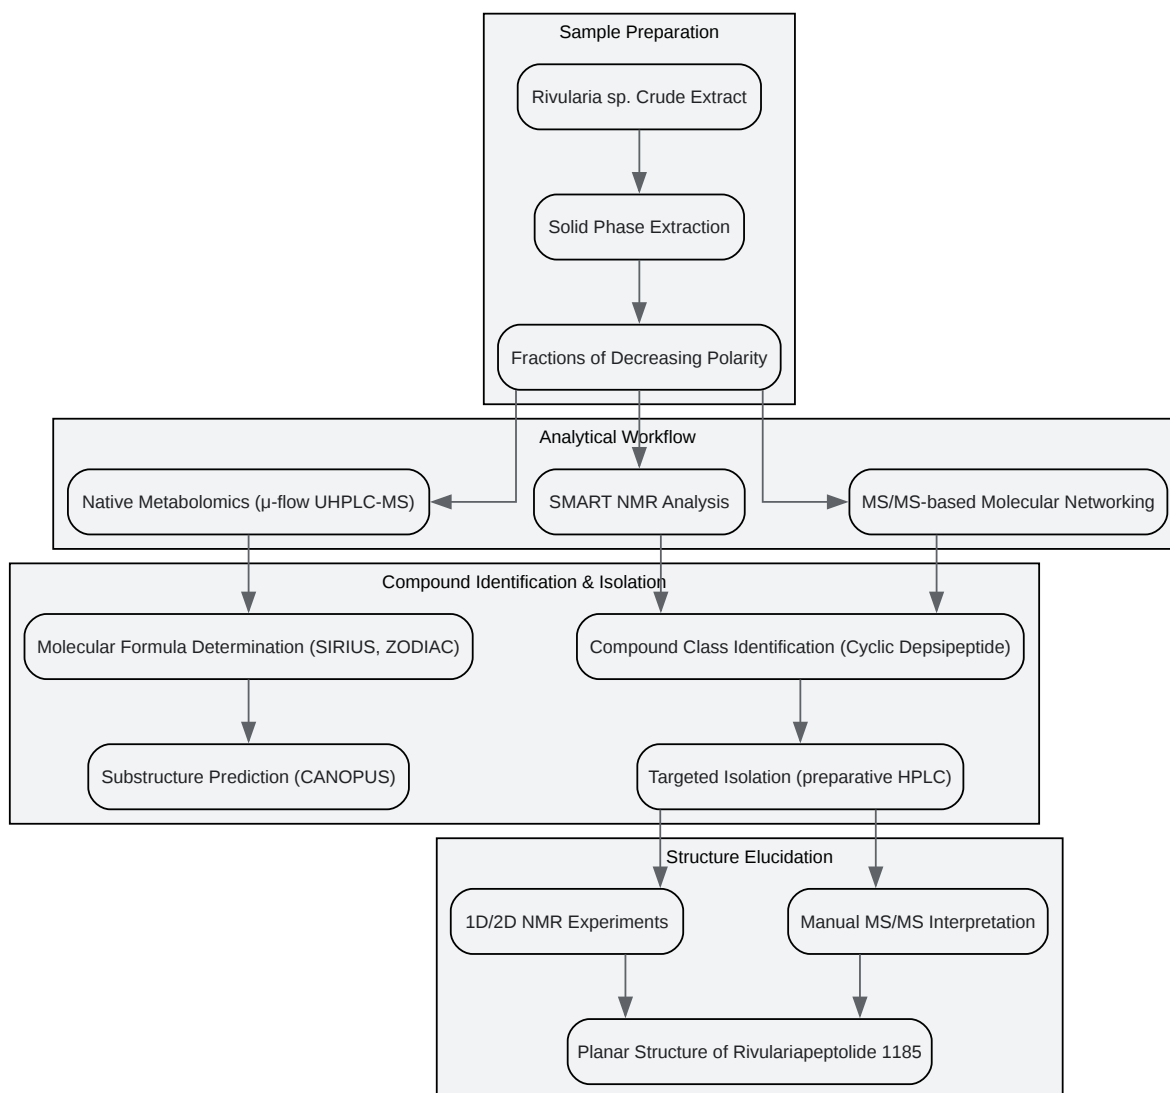 Sample Preparation
Rivularia sp. Crude Extract
Solid Phase Extraction
Fractions of Decreasing Polarity
Analytical Workflow
Native Metabolomics (μ-flow UHPLC-MS)
SMART NMR Analysis
MS/MS-based Molecular Networking
Compound Identification & Isolation
Molecular Formula Determination (SIRIUS, ZODIAC)
Compound Class Identification (Cyclic Depsipeptide)
Substructure Prediction (CANOPUS)
Targeted Isolation (preparative HPLC)
Structure Elucidation
1D/2D NMR Experiments
Manual MS/MS Interpretation
Planar Structure of Rivulariapeptolide 1185